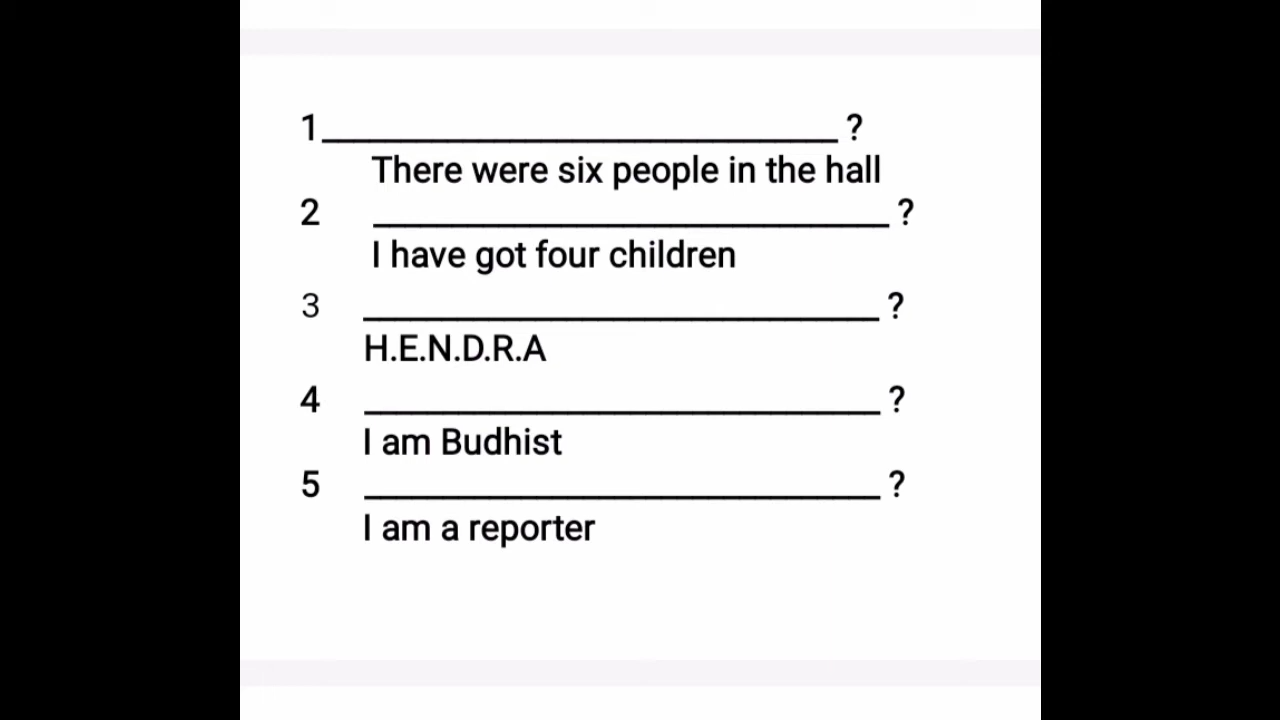 1________________________________?
There were six people in the hall
2 ________________________________?
I have got four children
3 ________________________________?
H.E.N.D.R.A
4 ________________________________?
I am Budhist
5 ________________________________?
I am a reporter